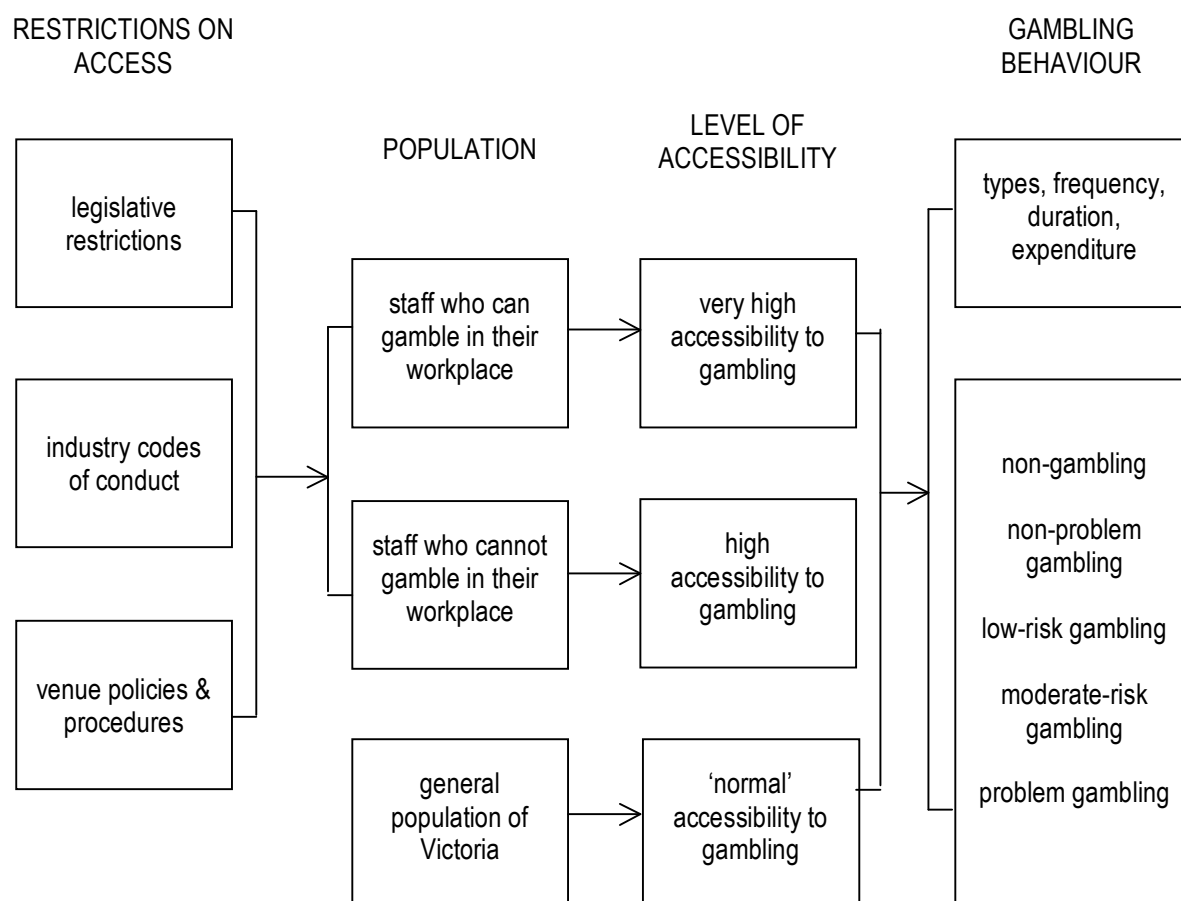 RESTRICTIONS ON
ACCESS
legislative
restrictions
industry codes
of conduct
venue policies &
procedures
POPULATION
staff who can
gamble in their
workplace
staff who cannot
gamble in their
workplace
general
population of
Victoria
LEVEL OF
ACCESSIBILITY
very high
accessibility to
gambling
high
accessibility to
gambling
‘normal’
accessibility to
gambling
GAMBLING
BEHAVIOUR
types, frequency,
duration,
expenditure
non-gambling
non-problem
gambling
low-risk gambling
moderate-risk
gambling
problem gambling